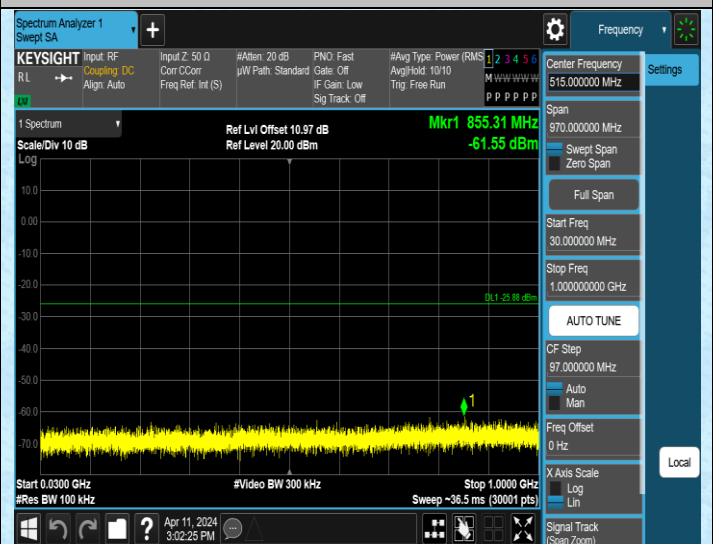 Spectrum Analyzer 1
Swept SA
Frequency
KEYSIGHT
RL
LXI
Input: RF
Coupling: DC
Align: Auto
Input Z: 50 Ω
Corr CCorr
Freq Ref: Int (S)
#Atten: 20 dB
µW Path: Standard
PNO: Fast
Gate: Off
IF Gain: Low
Sig Track: Off
#Avg Type: Power (RMS
Avg|Hold: 10/10
Trig: Free Run
1 2 3 4 5 6
M W W W W W
P P P P P P
1 Spectrum
Scale/Div 10 dB
Log
Ref Lvl Offset 10.97 dB
Ref Level 20.00 dBm
Mkr1 855.31 MHz
-61.55 dBm
10.0
0.00
-10.0
-20.0
DL1 -25.88 dBm
-30.0
-40.0
-50.0
1
-60.0
-70.0
Start 0.0300 GHz
#Res BW 100 kHz
#Video BW 300 kHz
Stop 1.0000 GHz
Sweep ~36.5 ms (30001 pts)
?
Apr 11, 2024
3:02:25 PM
Center Frequency
515.000000 MHz
Span
970.000000 MHz
Swept Span
Zero Span
Full Span
Start Freq
30.000000 MHz
Stop Freq
1.000000000 GHz
AUTO TUNE
CF Step
97.000000 MHz
Auto
Man
Freq Offset
0 Hz
X Axis Scale
Log
Lin
Signal Track
(Span Zoom)
Settings
Local